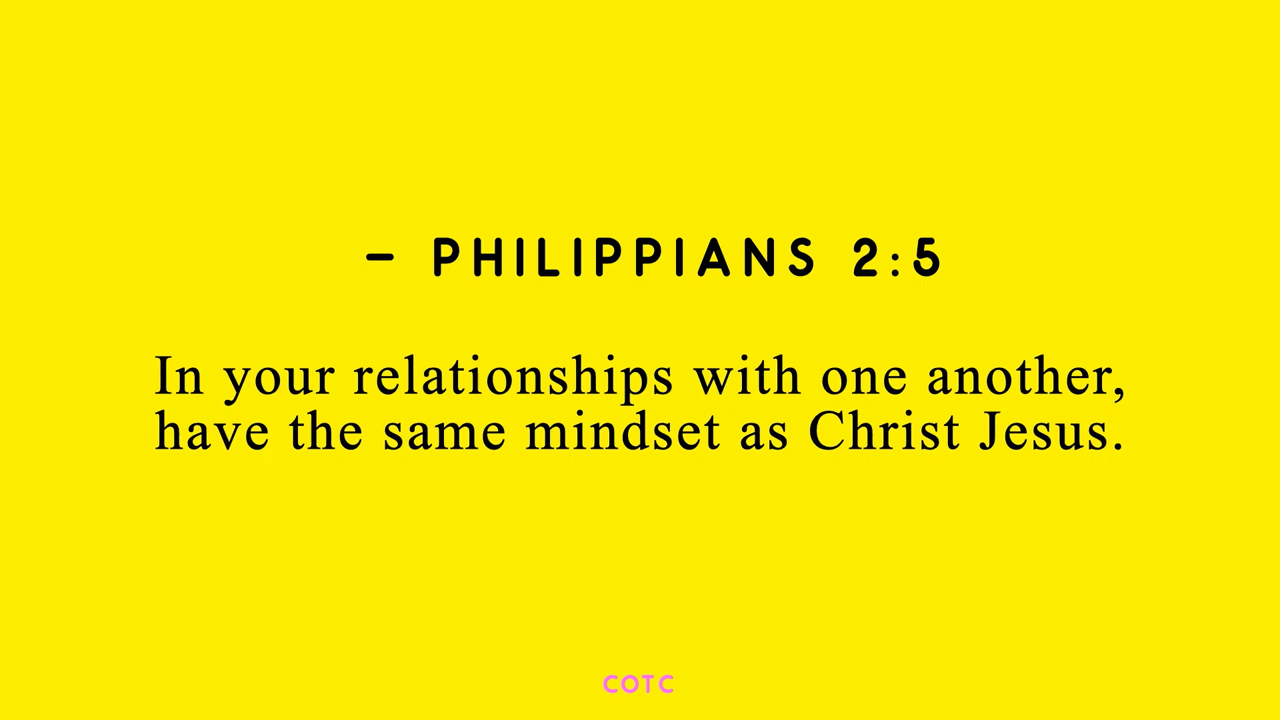 – PHILIPPIANS 2:5
In your relationships with one another,
have the same mindset as Christ Jesus.
COTC